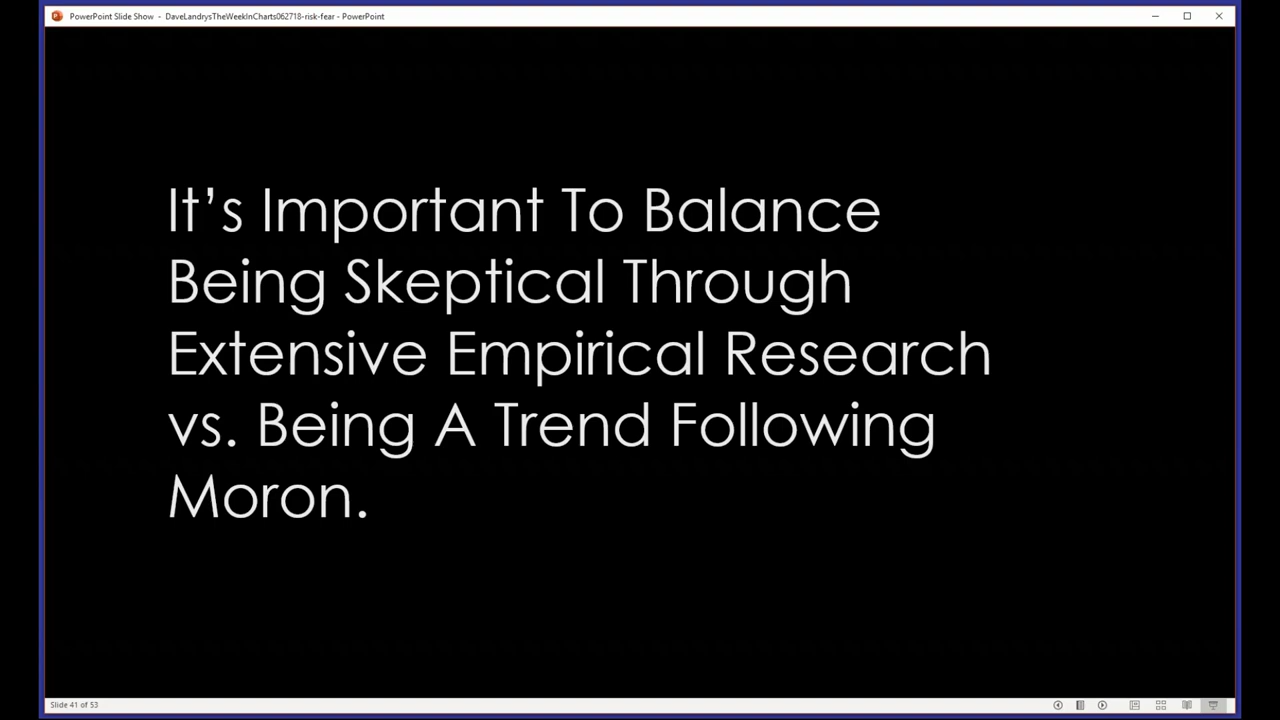 PowerPoint Slide Show - DaveLandrysTheWeekInCharts062718-risk-fear - PowerPoint
It's Important To Balance
Being Skeptical Through
Extensive Empirical Research
vs. Being A Trend Following
Moron.
Slide 41 of 53